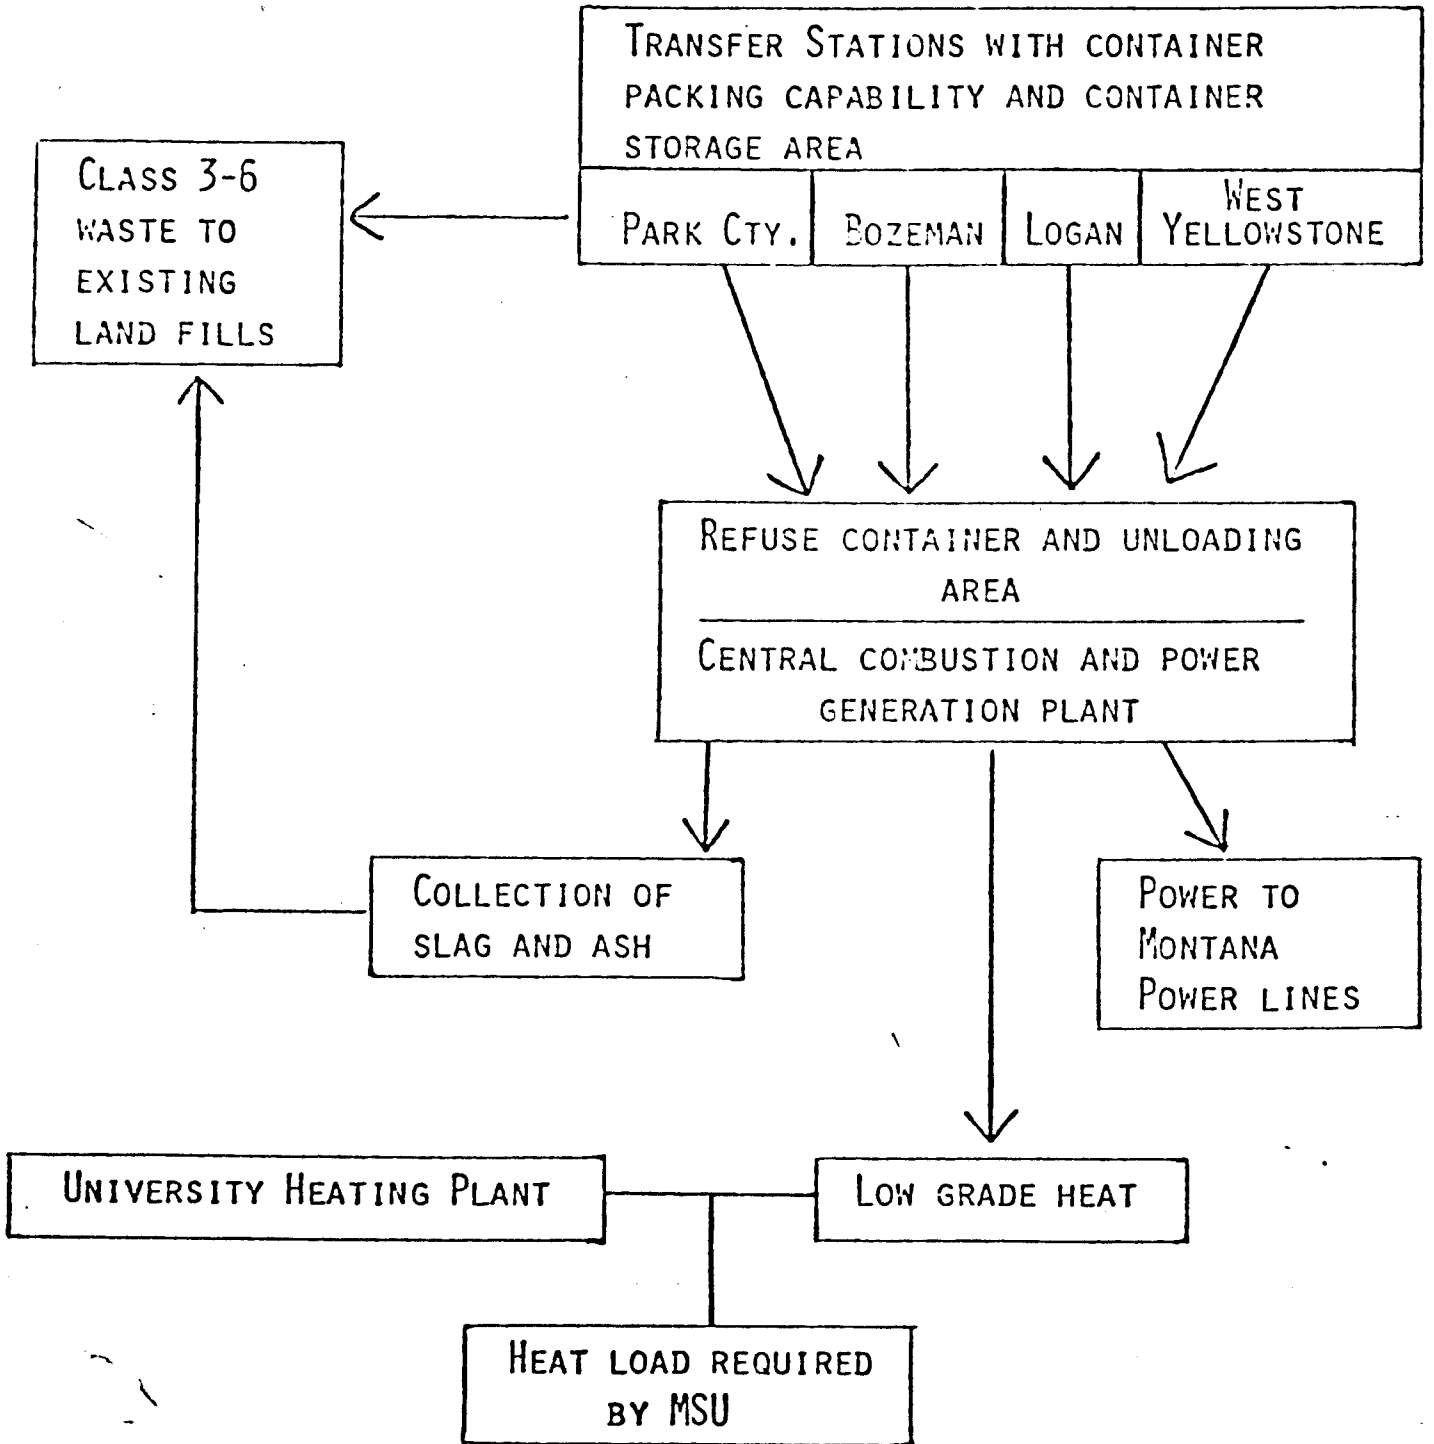 TRANSFER STATIONS WITH CONTAINER
PACKING CAPABILITY AND CONTAINER
STORAGE AREA
PARK CTY.
BOZEMAN
LOGAN
WEST
YELLOWSTONE
CLASS 3-6
WASTE TO
EXISTING
LAND FILLS
REFUSE CONTAINER AND UNLOADING
AREA
CENTRAL COMBUSTION AND POWER
GENERATION PLANT
COLLECTION OF
SLAG AND ASH
POWER TO
MONTANA
POWER LINES
UNIVERSITY HEATING PLANT
LOW GRADE HEAT
HEAT LOAD REQUIRED
BY MSU